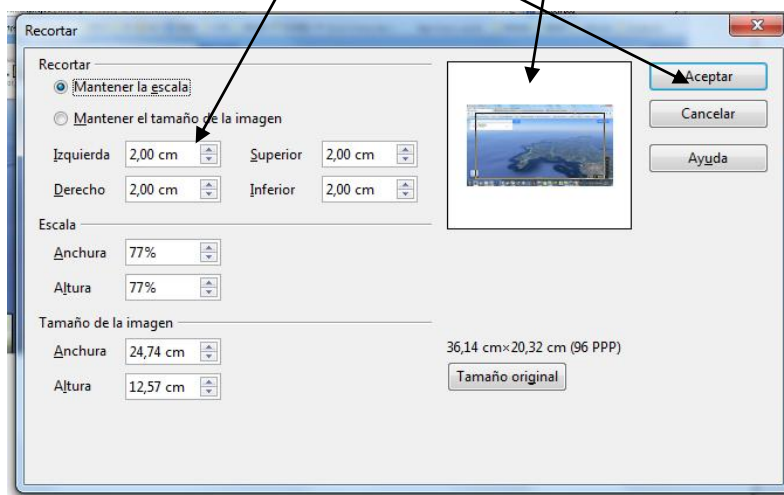 Recortar
Recortar
Mantener la escala
Mantener el tamaño de la imagen
Izquierda 2,00 cm Superior 2,00 cm
Derecho 2,00 cm Inferior 2,00 cm
Escala
Anchura 77%
Altura 77%
Tamaño de la imagen
Anchura 24,74 cm
Altura 12,57 cm
36,14 cm×20,32 cm (96 PPP)
Tamaño original
Aceptar
Cancelar
Ayuda